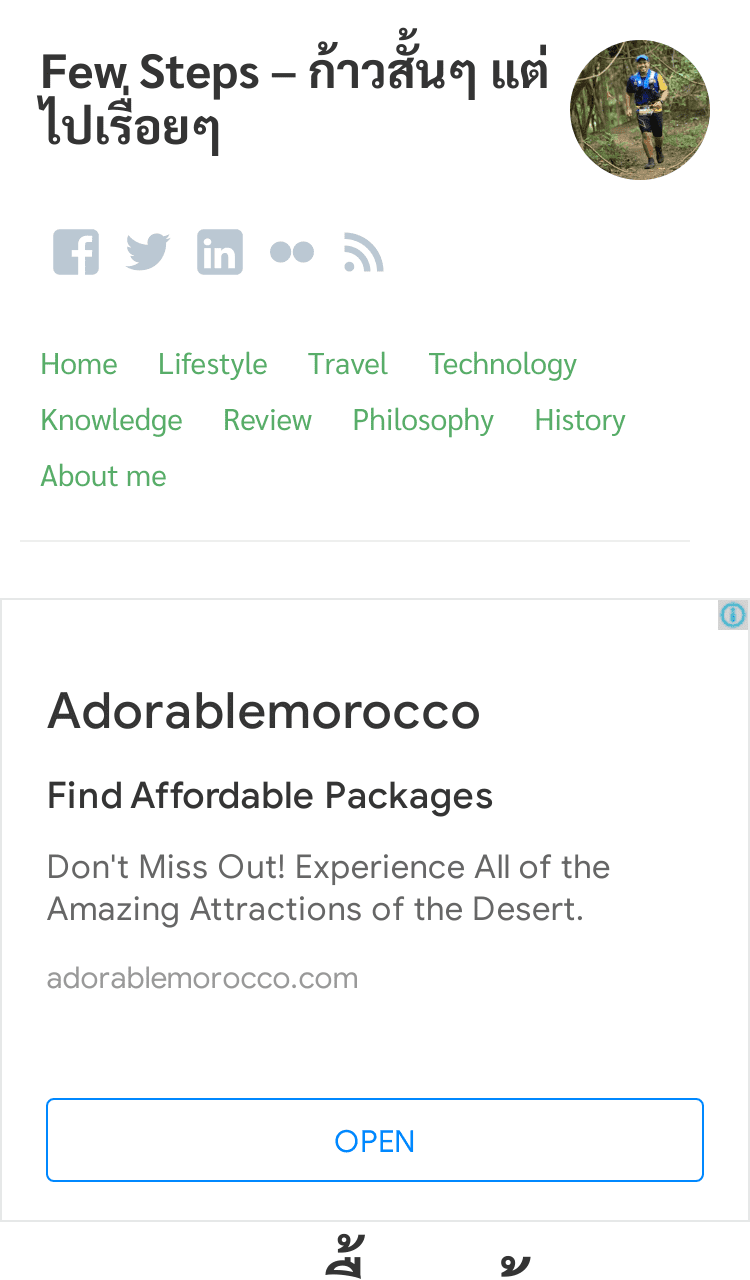 Few Steps – ก้าวสั้นๆ แต่
ไปเรื่อยๆ
Home Lifestyle Travel Technology
Knowledge Review Philosophy History
About me
Adorablemorocco
Find Affordable Packages
Don't Miss Out! Experience All of the
Amazing Attractions of the Desert.
adorablemorocco.com
OPEN